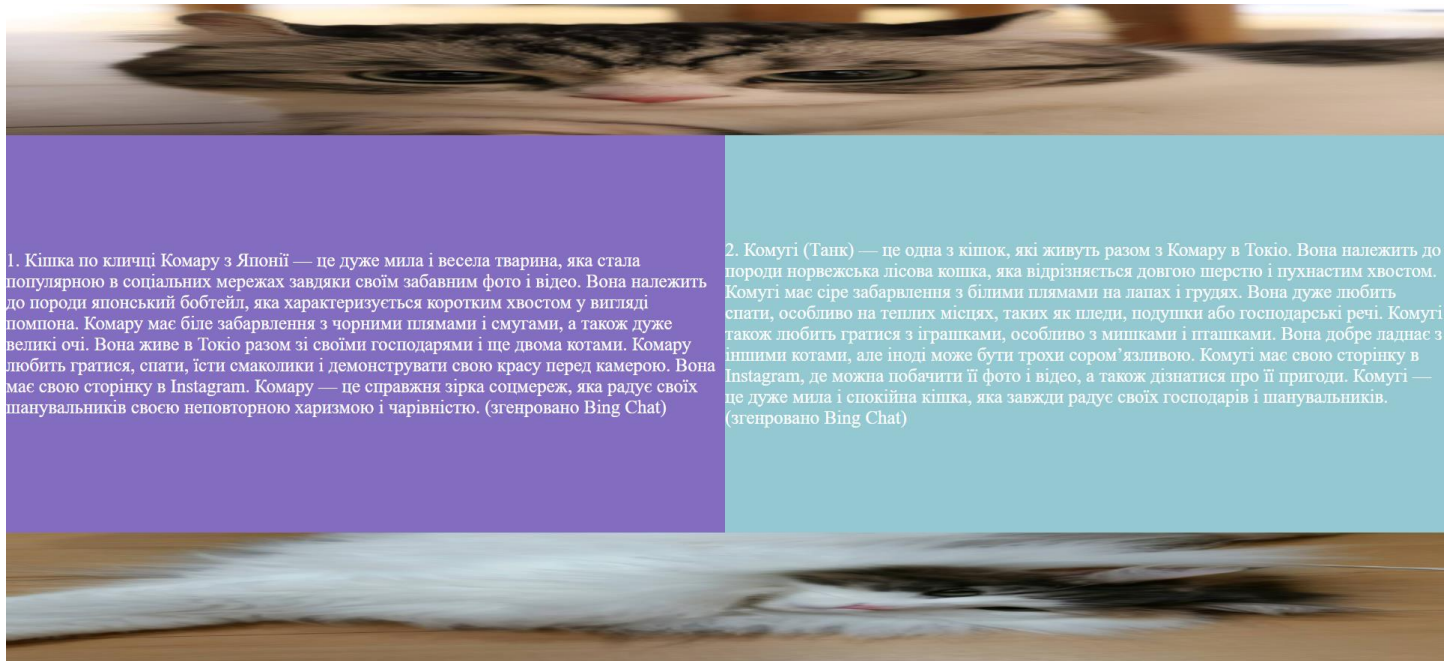 1. Кішка по кличці Комару з Японії — це дуже мила і весела тварина, яка стала
популярною в соціальних мережах завдяки своїм забавним фото і відео. Вона належить
до породи японський бобтейл, яка характеризується коротким хвостом у вигляді
помпона. Комару має біле забарвлення з чорними плямами і смугами, а також дуже
великі очі. Вона живе в Токіо разом зі своїми господарями і ще двома котами. Комару
любить гратися, спати, їсти смаколики і демонструвати свою красу перед камерою. Вона
має свою сторінку в Instagram. Комару — це справжня зірка соцмереж, яка радує своїх
шанувальників своєю неповторною харизмою і чарівністю. (згенровано Bing Chat)
2. Комугі (Танк) — це одна з кішок, які живуть разом з Комару в Токіо. Вона належить до
породи норвежська лісова кошка, яка відрізняється довгою шерстю і пухнастим хвостом.
Комугі має сіре забарвлення з білими плямами на лапах і грудях. Вона дуже любить
спати, особливо на теплих місцях, таких як пледи, подушки або господарські речі. Комугі
також любить гратися з іграшками, особливо з мишками і пташками. Вона добре ладнає з
іншими котами, але іноді може бути трохи сором’язливою. Комугі має свою сторінку в
Instagram, де можна побачити її фото і відео, а також дізнатися про її пригоди. Комугі —
це дуже мила і спокійна кішка, яка завжди радує своїх господарів і шанувальників.
(згенровано Bing Chat)